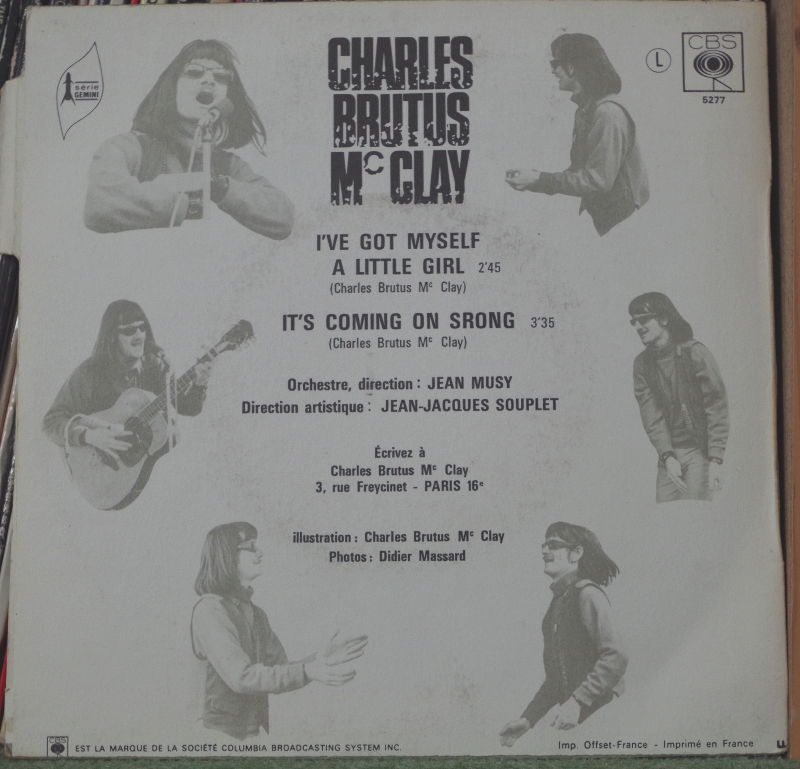 série
GEMINI
CHARLES
BRUTUS
Mc CLAY
L
CBS
5277
I'VE GOT MYSELF
A LITTLE GIRL 2'45
(Charles Brutus Mc Clay)
IT'S COMING ON SRONG 3'35
(Charles Brutus Mc Clay)
Orchestre, direction : JEAN MUSY
Direction artistique : JEAN-JACQUES SOUPLET
Écrivez à
Charles Brutus Mc Clay
3, rue Freycinet - PARIS 16e
illustration : Charles Brutus Mc Clay
Photos : Didier Massard
CBS EST LA MARQUE DE LA SOCIÉTÉ COLUMBIA BROADCASTING SYSTEM INC.
Imp. Offset-France - Imprimé en France